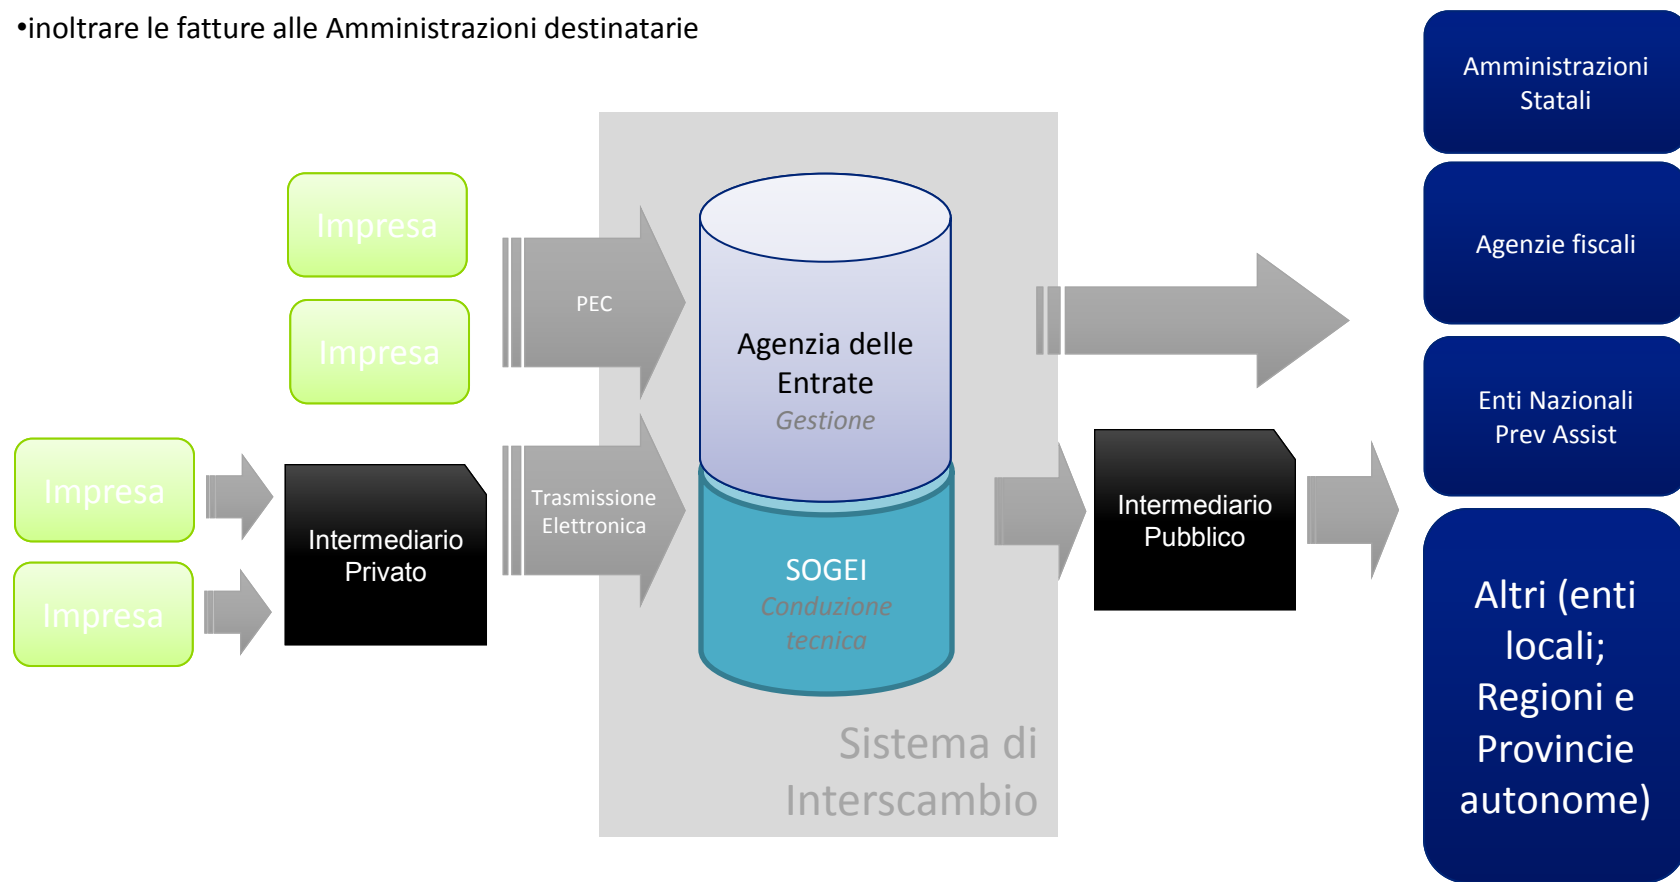 •inoltrare le fatture alle Amministrazioni destinatarie
Impresa
Impresa
Impresa
Impresa
Intermediario
Privato
PEC
Trasmissione
Elettronica
Agenzia delle
Entrate
Gestione
SOGEI
Conduzione
tecnica
Sistema di
Interscambio
Intermediario
Pubblico
Amministrazioni
Statali
Agenzie fiscali
Enti Nazionali
Prev Assist
Altri (enti
locali;
Regioni e
Provincie
autonome)